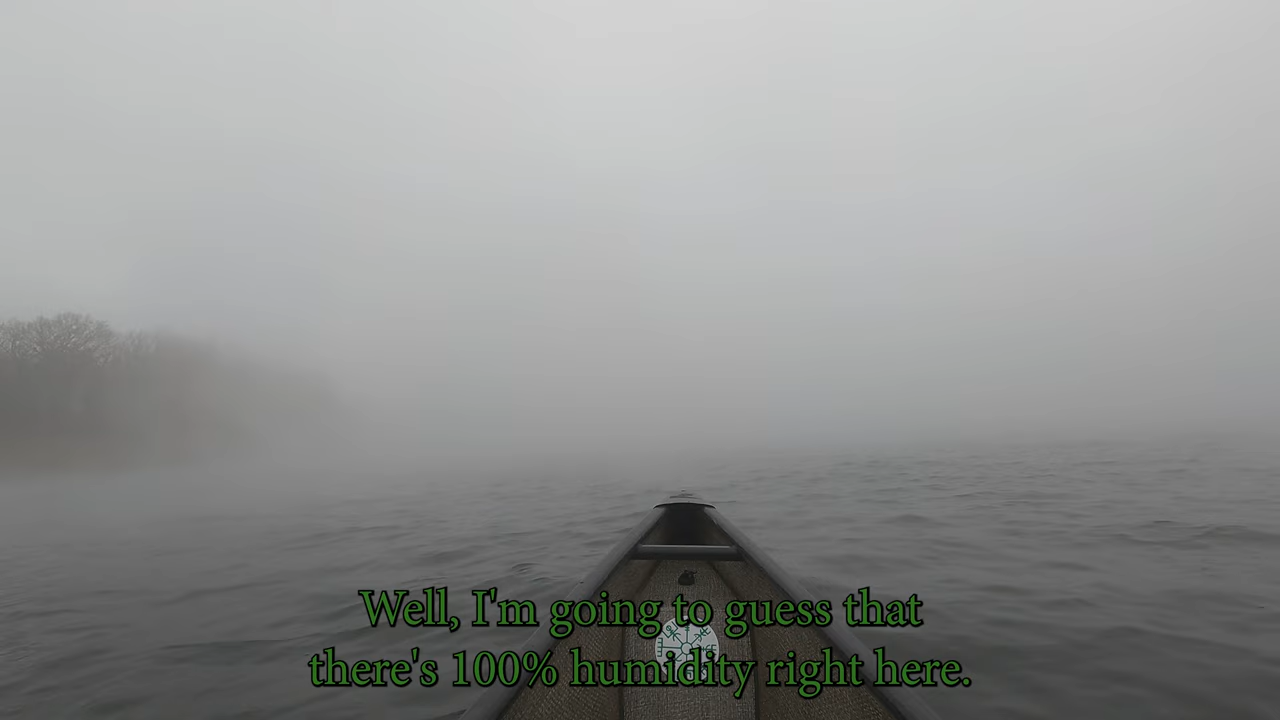 Well, I'm going to guess that
there's 100% humidity right here.